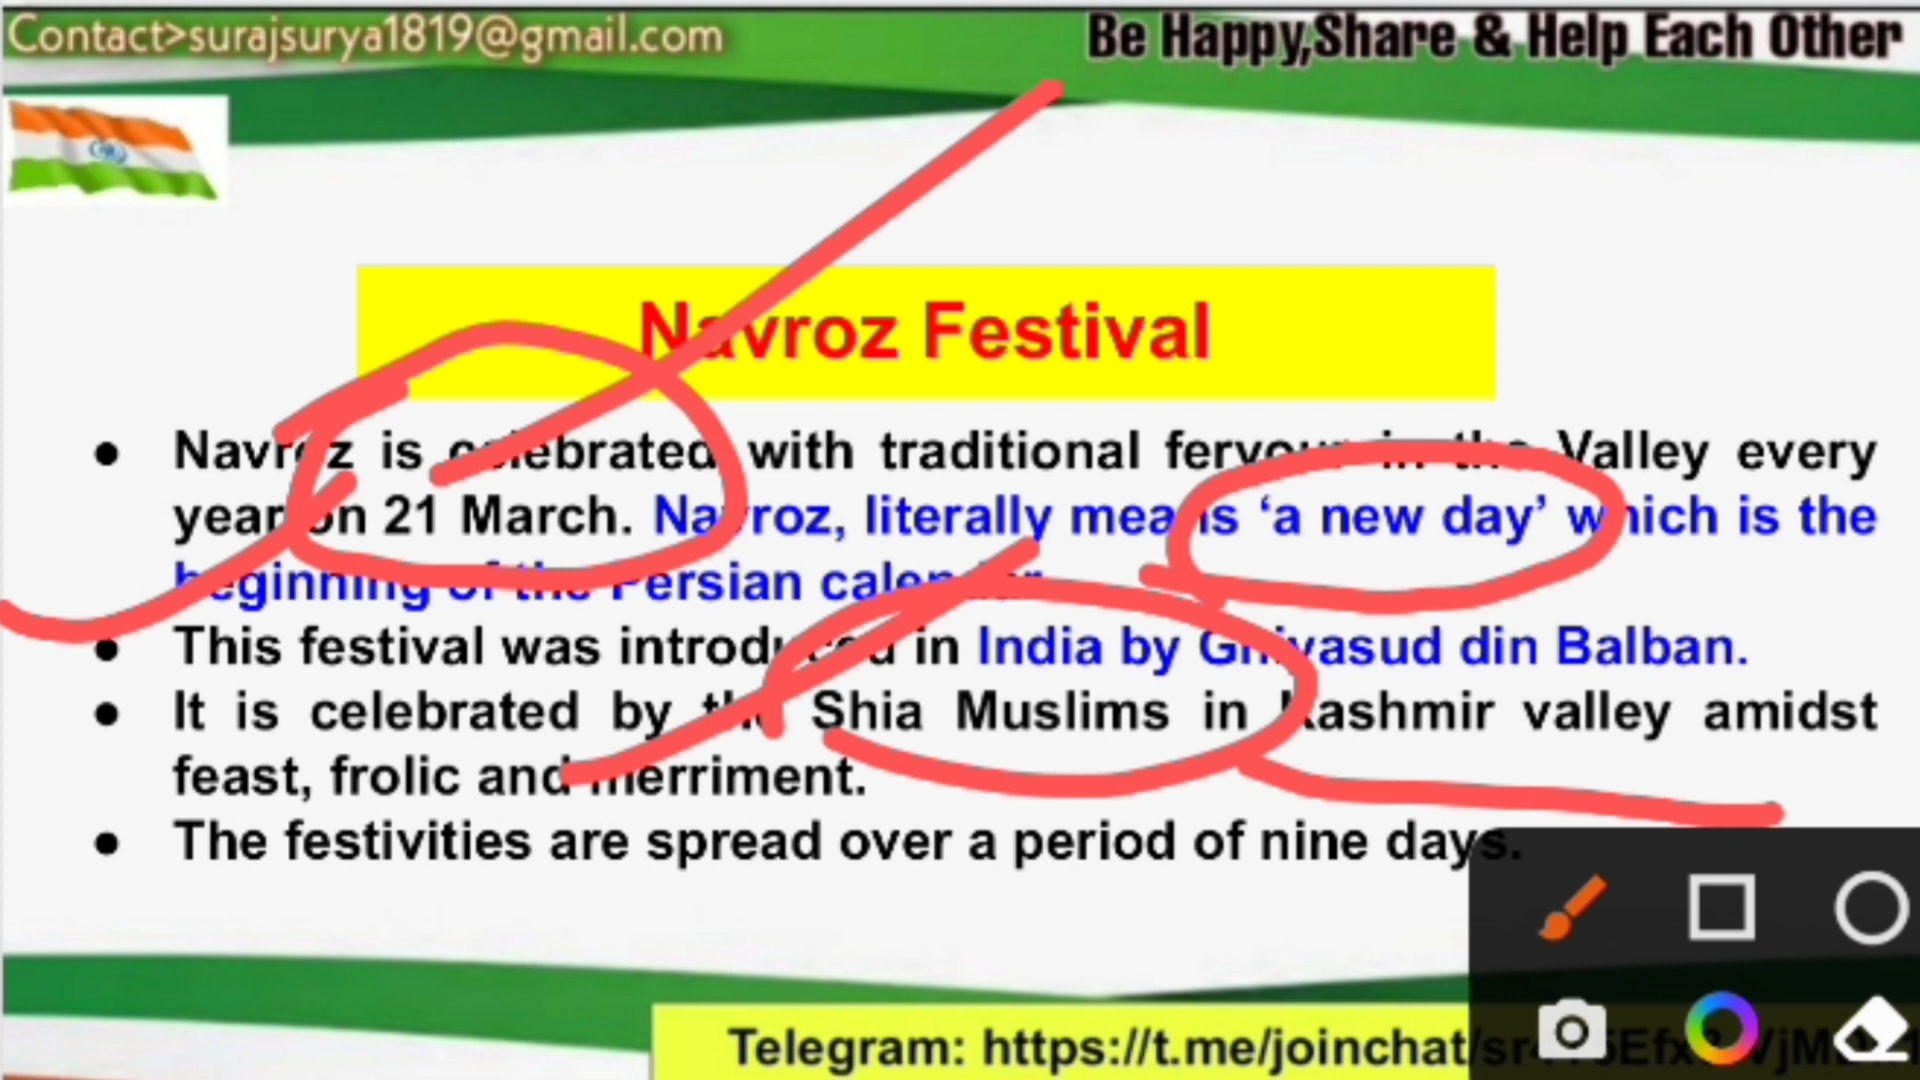 Contact>surajsurya1819@gmail.com
Be Happy,Share & Help Each Other
Navroz Festival
● Navroz is celebrated with traditional fervour in the Valley every
year on 21 March. Navroz, literally means ‘a new day’ which is the
beginning of the Persian calendar.
● This festival was introduced in India by Ghiyasud din Balban.
● It is celebrated by the Shia Muslims in Kashmir valley amidst
feast, frolic and merriment.
● The festivities are spread over a period of nine days.
Telegram: https://t.me/joinchat/